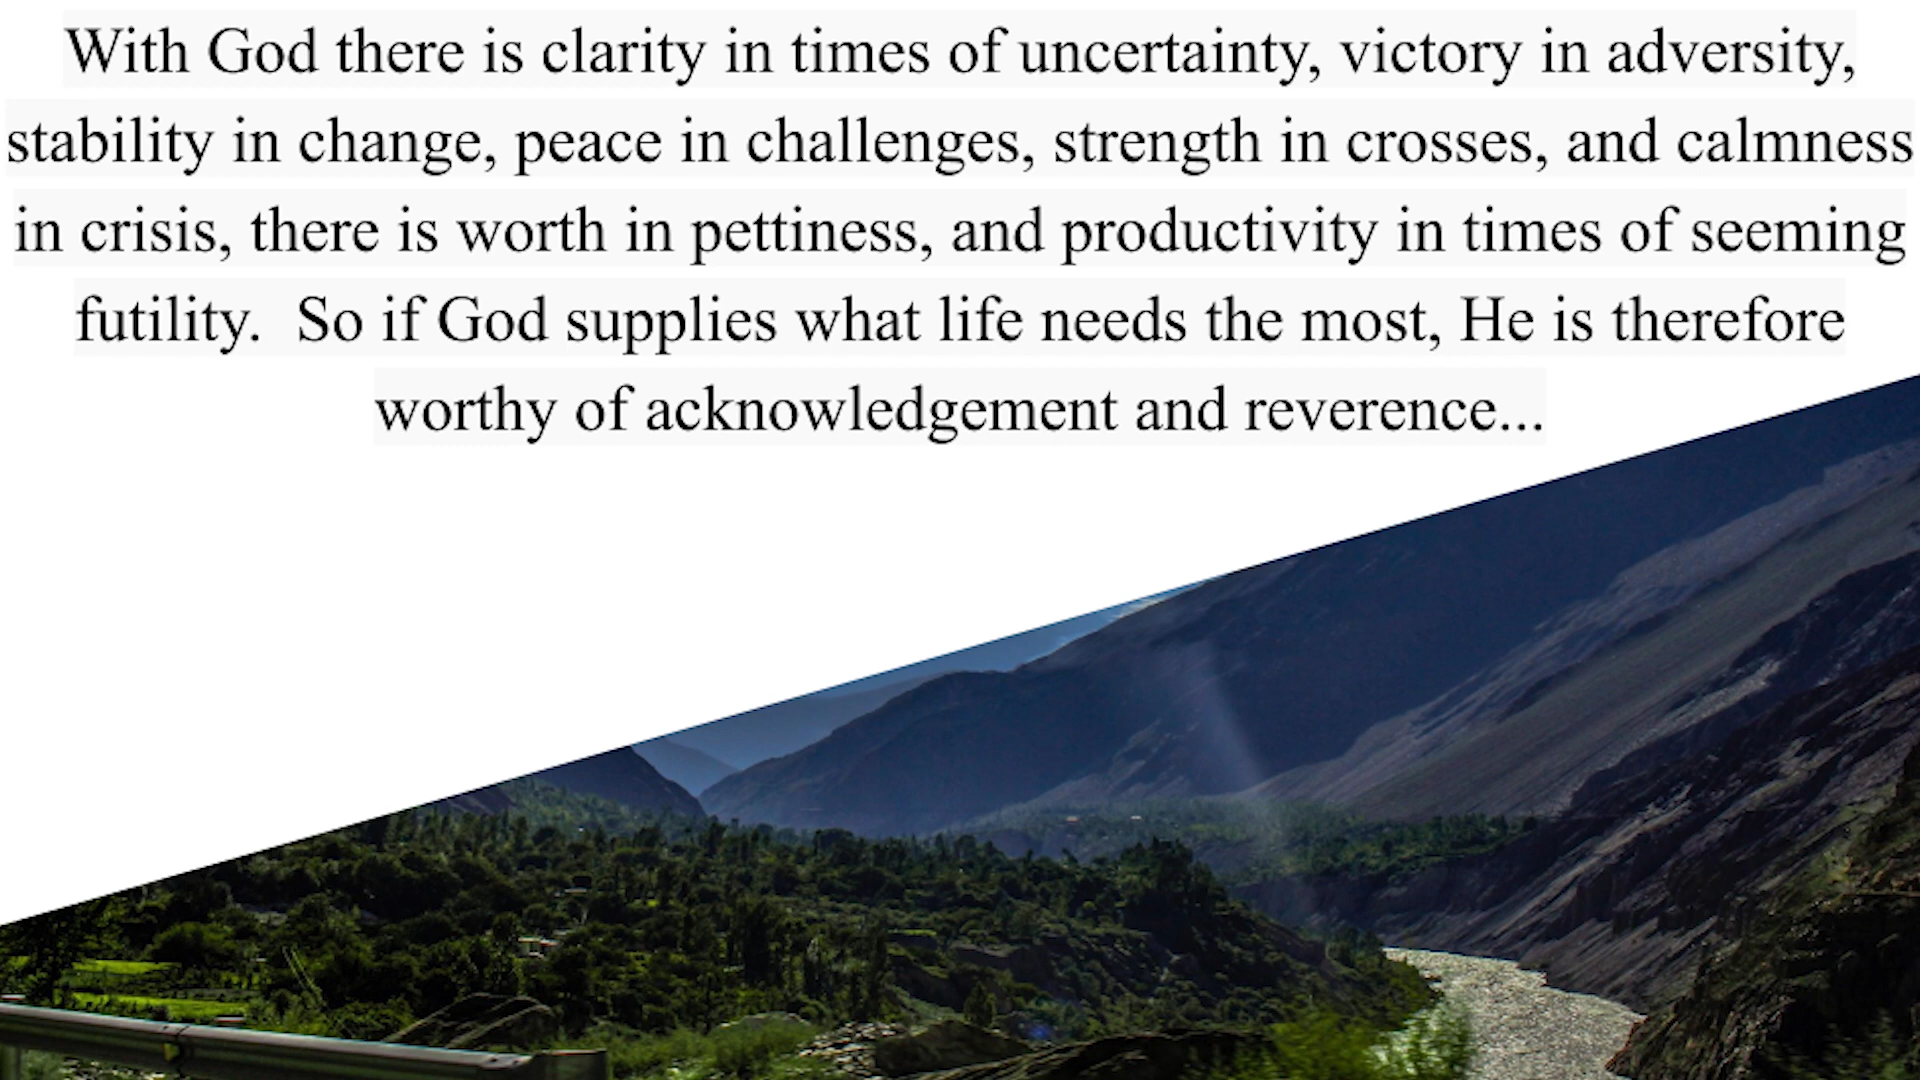 With God there is clarity in times of uncertainty, victory in adversity,
stability in change, peace in challenges, strength in crosses, and calmness
in crisis, there is worth in pettiness, and productivity in times of seeming
futility.  So if God supplies what life needs the most, He is therefore
worthy of acknowledgement and reverence...